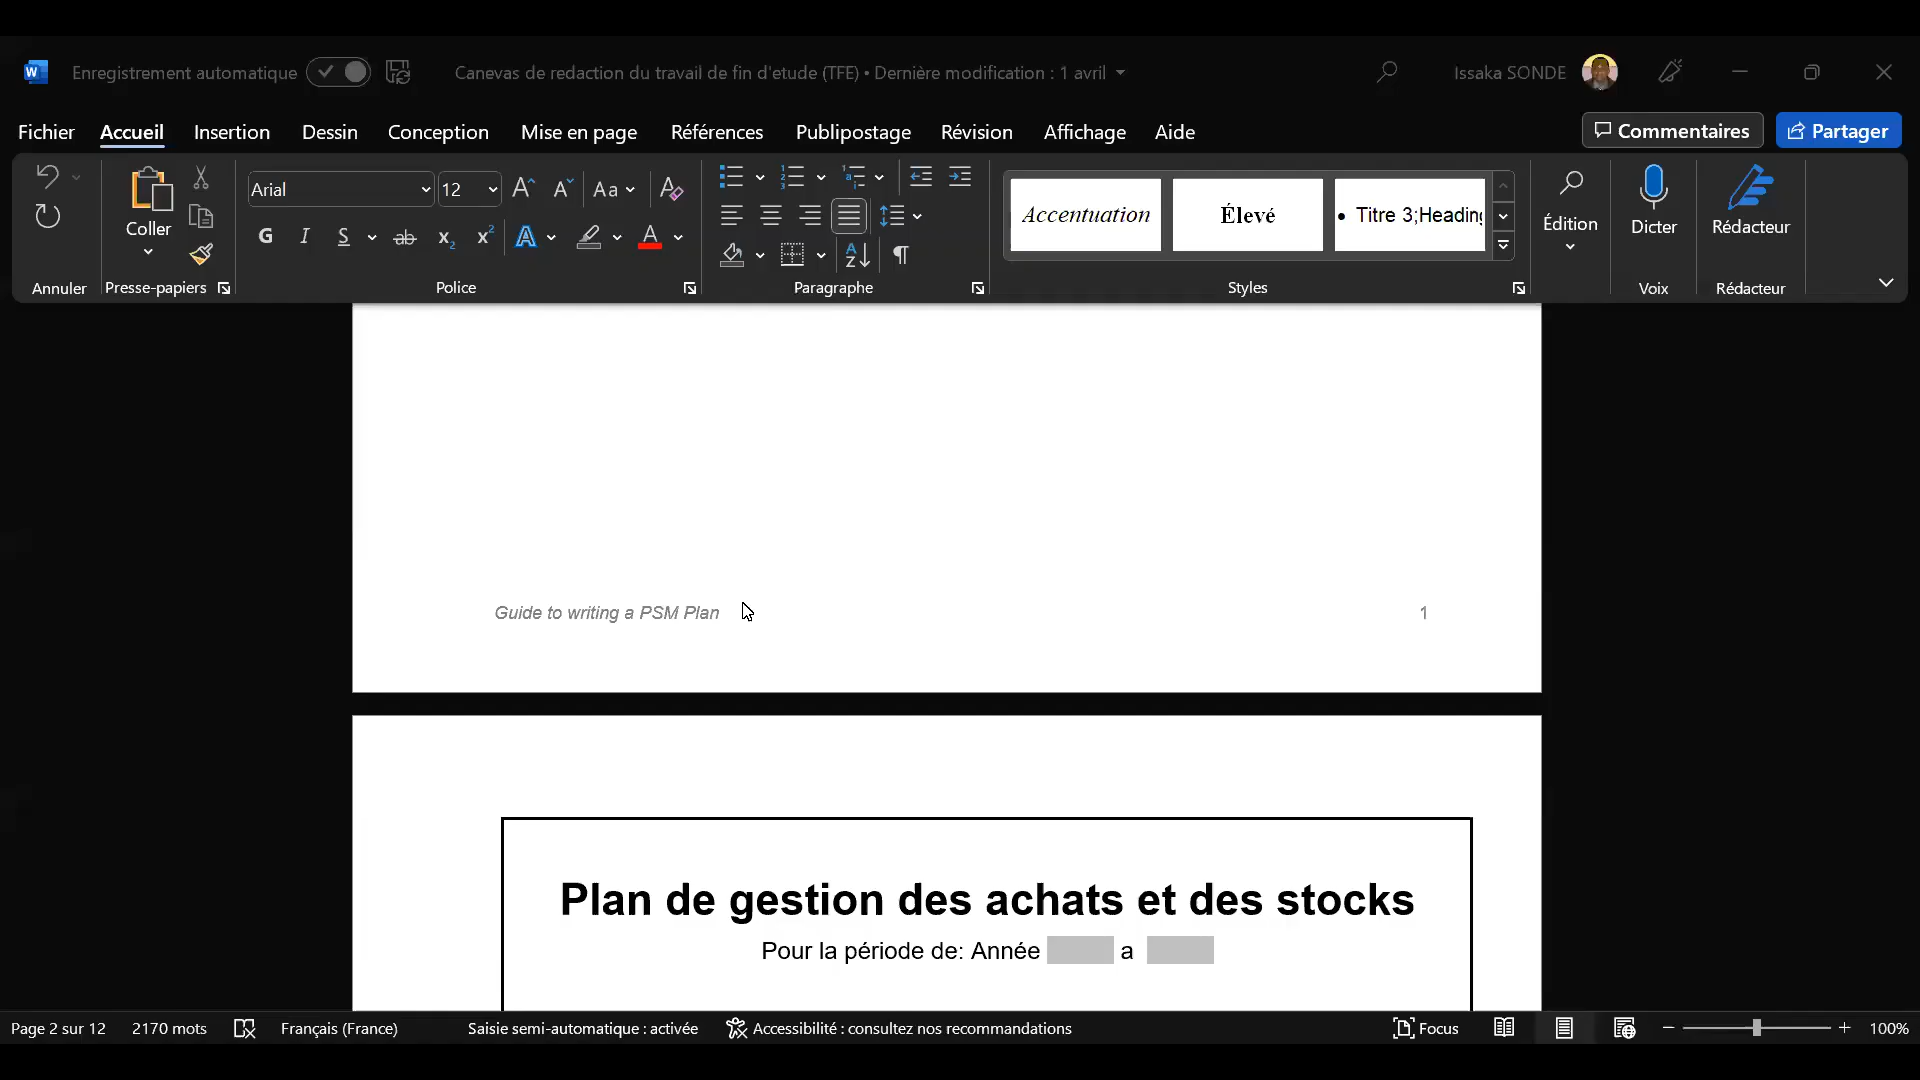 Enregistrement automatique
Canevas de redaction du travail de fin d'etude (TFE) • Dernière modification : 1 avril
Issaka SONDE
Fichier Accueil Insertion Dessin Conception Mise en page Références Publipostage Révision Affichage Aide
Commentaires
Partager
Coller
Arial 12
Aa
G I S ab x₂ x² A A
Accentuation
Élevé
• Titre 3;Heading
Édition
Dicter
Rédacteur
Annuler
Presse-papiers
Police
Paragraphe
Styles
Voix
Rédacteur
Guide to writing a PSM Plan 1
Plan de gestion des achats et des stocks
Pour la période de: Année a
Page 2 sur 12
2170 mots
Français (France)
Saisie semi-automatique : activée
Accessibilité : consultez nos recommandations
Focus
100%